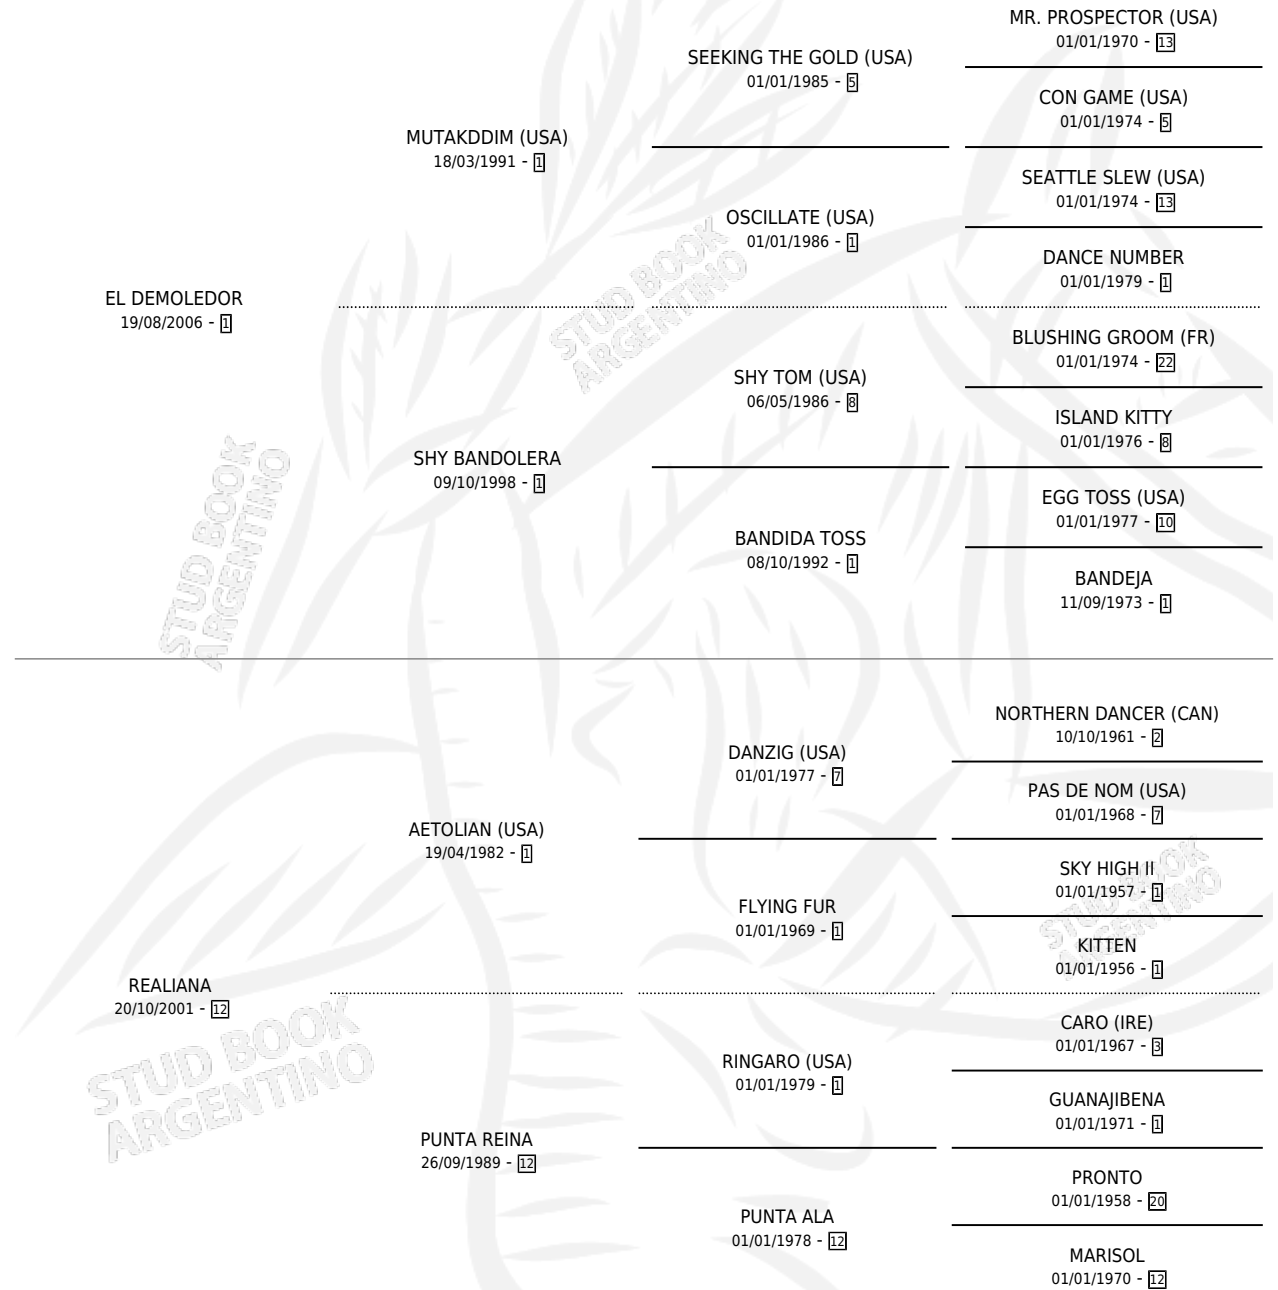 MR. PROSPECTOR (USA)
01/01/1970 - 13
SEEKING THE GOLD (USA)
01/01/1985 - 5
CON GAME (USA)
01/01/1974 - 5
MUTAKDDIM (USA)
18/03/1991 - 1
SEATTLE SLEW (USA)
01/01/1974 - 13
OSCILLATE (USA)
01/01/1986 - 1
DANCE NUMBER
01/01/1979 - 1
EL DEMOLEDOR
19/08/2006 - 1
STUD BOOK
ARGENTINO
BLUSHING GROOM (FR)
01/01/1974 - 22
SHY TOM (USA)
06/05/1986 - 8
ISLAND KITTY
01/01/1976 - 8
SHY BANDOLERA
09/10/1998 - 1
EGG TOSS (USA)
01/01/1977 - 10
BANDIDA TOSS
08/10/1992 - 1
BANDEJA
11/09/1973 - 1
STUD BOOK
ARGENTINO
NORTHERN DANCER (CAN)
10/10/1961 - 2
DANZIG (USA)
01/01/1977 - 7
PAS DE NOM (USA)
01/01/1968 - 7
AETOLIAN (USA)
19/04/1982 - 1
SKY HIGH II
01/01/1957 - 1
FLYING FUR
01/01/1969 - 1
KITTEN
01/01/1956 - 1
STUD BOOK
ARGENTINO
REALIANA
20/10/2001 - 12
CARO (IRE)
01/01/1967 - 3
RINGARO (USA)
01/01/1979 - 1
GUANAJIBENA
01/01/1971 - 1
STUD BOOK
ARGENTINO
PUNTA REINA
26/09/1989 - 12
PRONTO
01/01/1958 - 20
PUNTA ALA
01/01/1978 - 12
MARISOL
01/01/1970 - 12